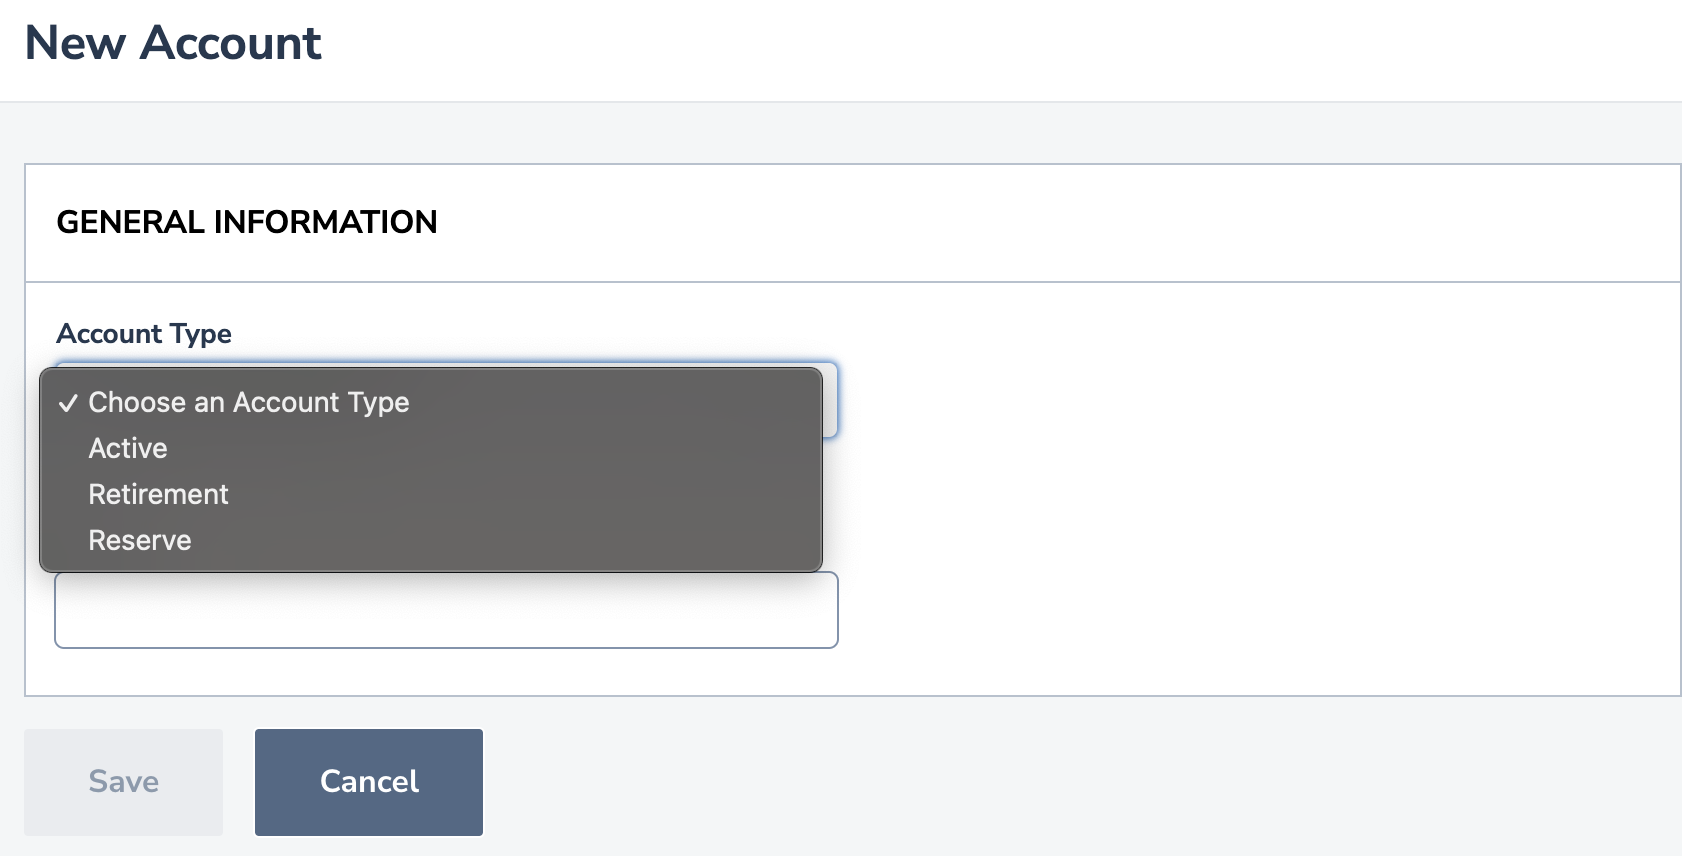 New Account
GENERAL INFORMATION
Account Type
✓ Choose an Account Type
Active
Retirement
Reserve
Save
Cancel